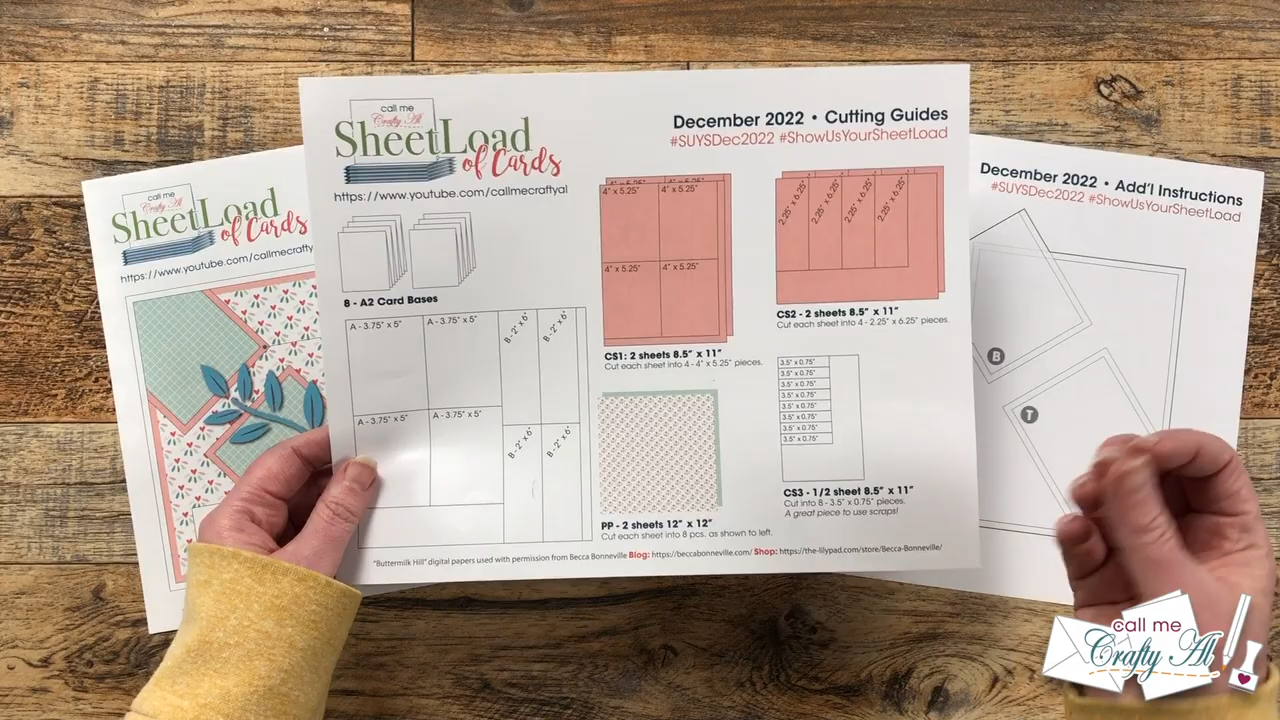 call me
Crafty Al
SheetLoad
of Cards
https://www.youtube.com/callmecrafty
call me
Crafty Al
SheetLoad
of Cards
https://www.youtube.com/callmecraftyal
December 2022 • Cutting Guides
#SUYSDec2022 #ShowUsYourSheetLoad
8 - A2 Card Bases
A - 3.75" x 5"
A - 3.75" x 5"
B - 2" x 6"
B - 2" x 6"
A - 3.75" x 5"
A - 3.75" x 5"
B - 2" x 6"
B - 2" x 6"
4" x 5.25"
4" x 5.25"
4" x 5.25"
4" x 5.25"
4" x 5.25"
4" x 5.25"
CS1: 2 sheets 8.5" x 11"
Cut each sheet into 4 - 4" x 5.25" pieces.
2.25" x 6.25"
2.25" x 6.25"
2.25" x 6.25"
2.25" x 6.25"
CS2 - 2 sheets 8.5" x 11"
Cut each sheet into 4 - 2.25" x 6.25" pieces.
PP - 2 sheets 12" x 12"
Cut each sheet into 8 pcs. as shown to left.
3.5" x 0.75"
3.5" x 0.75"
3.5" x 0.75"
3.5" x 0.75"
3.5" x 0.75"
3.5" x 0.75"
3.5" x 0.75"
3.5" x 0.75"
CS3 - 1/2 sheet 8.5" x 11"
Cut into 8 - 3.5" x 0.75" pieces.
A great piece to use scraps!
"Buttermilk Hill" digital papers used with permission from Becca Bonneville Blog: https://beccabonneville.com/ Shop: https://the-lilypad.com/store/Becca-Bonneville/
December 2022 • Add'l Instructions
#SUYSDec2022 #ShowUsYourSheetLoad
B
T
call me
Crafty Al